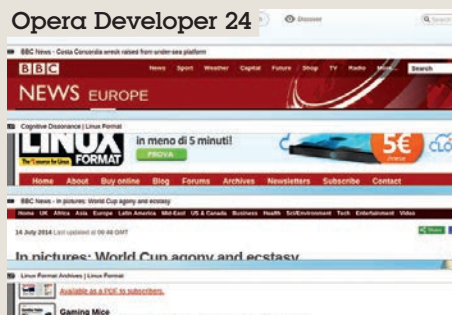 Opera Developer 24
Discover
BBC News - Costa Concordia wreck raised from under-sea platform
BBC News Sport Weather Capital Future Shop TV Radio More... Search
NEWS EUROPE
Cognitive Dissonance | Linux Format
LINUX in meno di 5 minuti! 5€
The #1 source for Linux FORMAT PROVA
Home About Buy online Blog Forums Archives Newsletters Subscribe Contact
BBC News - In pictures: World Cup agony and ecstasy
Home UK Africa Asia Europe Latin America Mid-East US & Canada Business Health Sci/Environment Tech Entertainment Video
14 July 2014 Last updated at 06:48 GMT Share
In pictures: World Cup agony and ecstasy
Linux Format Archives | Linux Format
Available as a PDF to subscribers.
Gaming Mice